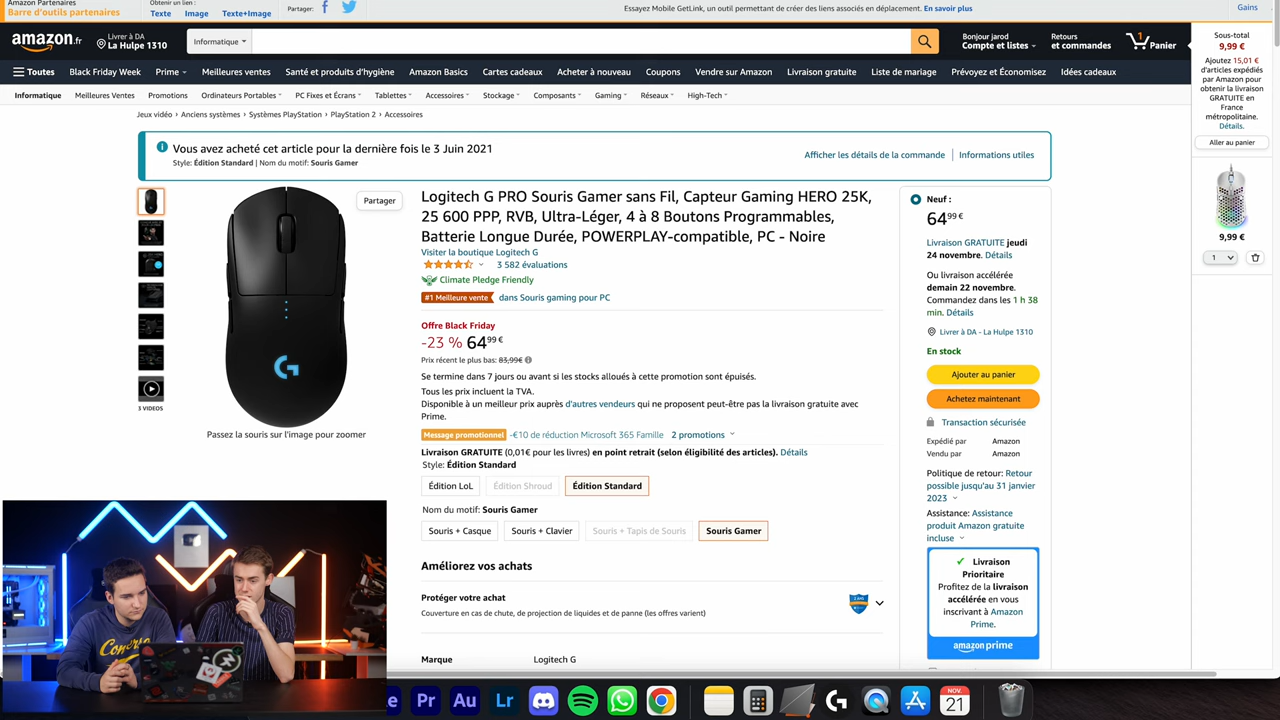 Amazon Partenaires
Barre d'outils partenaires
Obtenir un lien :
Texte Image Texte+Image
Partager:
Essayez Mobile GetLink, un outil permettant de créer des liens associés en déplacement. En savoir plus
Gains
amazon.fr
Livrer à DA
La Hulpe 1310
Informatique
Bonjour jarod
Compte et listes
Retours
et commandes
1
Panier
Toutes Black Friday Week Prime Meilleures ventes Santé et produits d'hygiène Amazon Basics Cartes cadeaux Acheter à nouveau Coupons Vendre sur Amazon Livraison gratuite Liste de mariage Prévoyez et Économisez Idées cadeaux
Informatique Meilleures Ventes Promotions Ordinateurs Portables PC Fixes et Écrans Tablettes Accessoires Stockage Composants Gaming Réseaux High-Tech
Jeux vidéo › Anciens systèmes › Systèmes PlayStation › PlayStation 2 › Accessoires
Vous avez acheté cet article pour la dernière fois le 3 Juin 2021
Style: Édition Standard | Nom du motif: Souris Gamer
Afficher les détails de la commande | Informations utiles
Partager
3 VIDEOS
Passez la souris sur l'image pour zoomer
Logitech G PRO Souris Gamer sans Fil, Capteur Gaming HERO 25K,
25 600 PPP, RVB, Ultra-Léger, 4 à 8 Boutons Programmables,
Batterie Longue Durée, POWERPLAY-compatible, PC - Noire
Visiter la boutique Logitech G
3 582 évaluations
Climate Pledge Friendly
#1 Meilleure vente dans Souris gaming pour PC
Offre Black Friday
-23 % 64,99 €
Prix récent le plus bas: 83,99€
Se termine dans 7 jours ou avant si les stocks alloués à cette promotion sont épuisés.
Tous les prix incluent la TVA.
Disponible à un meilleur prix auprès d'autres vendeurs qui ne proposent peut-être pas la livraison gratuite avec
Prime.
Message promotionnel -€10 de réduction Microsoft 365 Famille 2 promotions
Livraison GRATUITE (0,01€ pour les livres) en point retrait (selon éligibilité des articles). Détails
Style: Édition Standard
Édition LoL Édition Shroud Édition Standard
Nom du motif: Souris Gamer
Souris + Casque Souris + Clavier Souris + Tapis de Souris Souris Gamer
Améliorez vos achats
Protéger votre achat
Couverture en cas de chute, de projection de liquides et de panne (les offres varient)
Marque Logitech G
Neuf :
64,99 €
Livraison GRATUITE jeudi
24 novembre. Détails
Ou livraison accélérée
demain 22 novembre.
Commandez dans les 1 h 38
min. Détails
Livrer à DA - La Hulpe 1310
En stock
Ajouter au panier
Achetez maintenant
Transaction sécurisée
Expédié par Amazon
Vendu par Amazon
Politique de retour: Retour
possible jusqu'au 31 janvier
2023
Assistance: Assistance
produit Amazon gratuite
incluse
Livraison
Prioritaire
Profitez de la livraison
accélérée en vous
inscrivant à Amazon
Prime.
amazon prime
Sous-total
9,99 €
Ajoutez 15,01 €
d'articles expédiés
par Amazon pour
obtenir la livraison
GRATUITE en
France
métropolitaine.
Détails.
Aller au panier
9,99 €
1
Pr Au Lr
NOV.
21